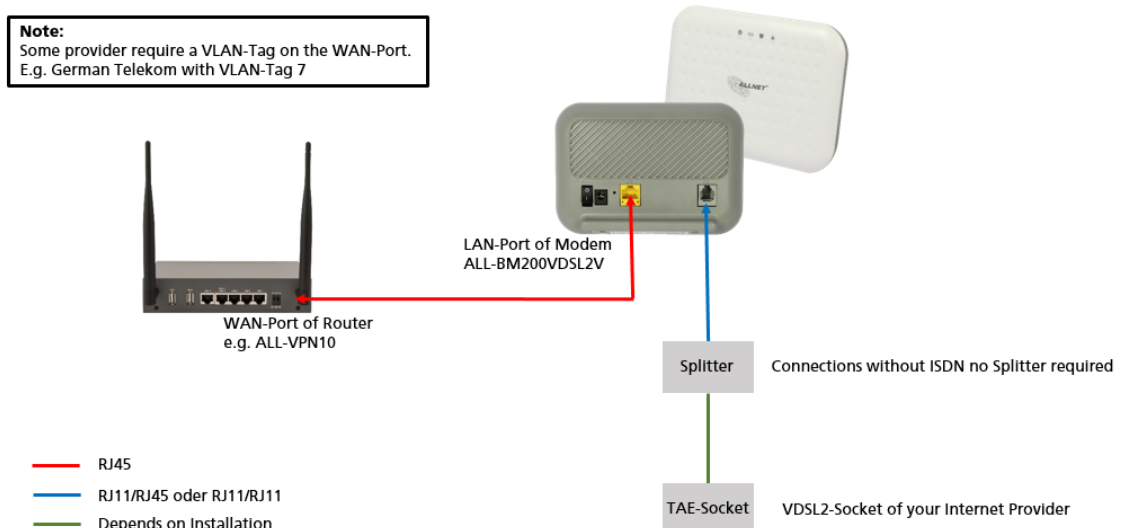 Note:
Some provider require a VLAN-Tag on the WAN-Port.
E.g. German Telekom with VLAN-Tag 7
ALLNET
LAN-Port of Modem
ALL-BM200VDSL2V
WAN-Port of Router
e.g. ALL-VPN10
Splitter
Connections without ISDN no Splitter required
RJ45
RJ11/RJ45 oder RJ11/RJ11
TAE-Socket
VDSL2-Socket of your Internet Provider
Depends on Installation